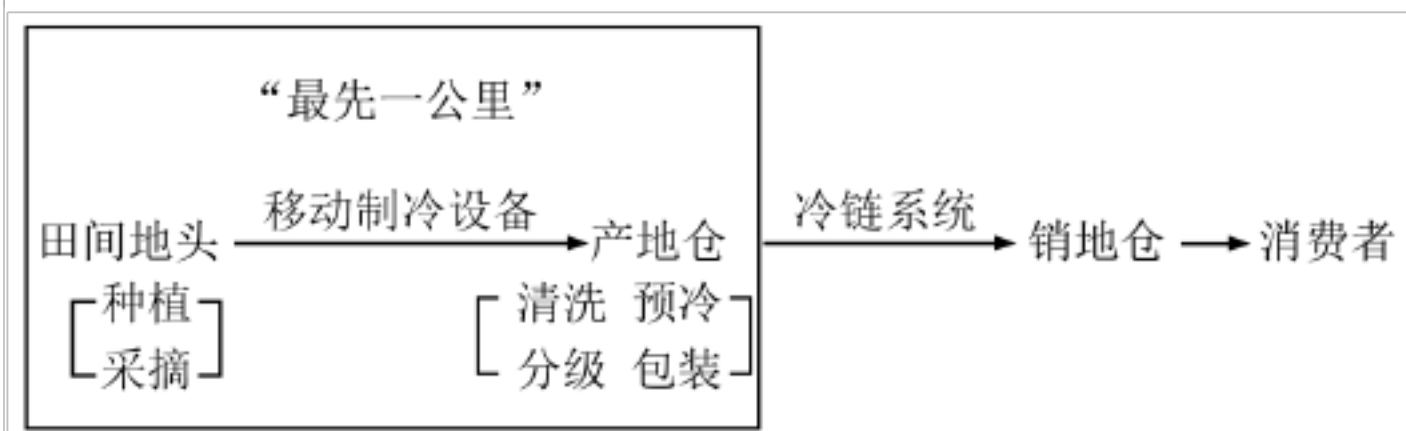 “最先一公里”
移动制冷设备
冷链系统
田间地头
产地仓
销地仓
消费者
种植
清洗 预冷
采摘
分级 包装